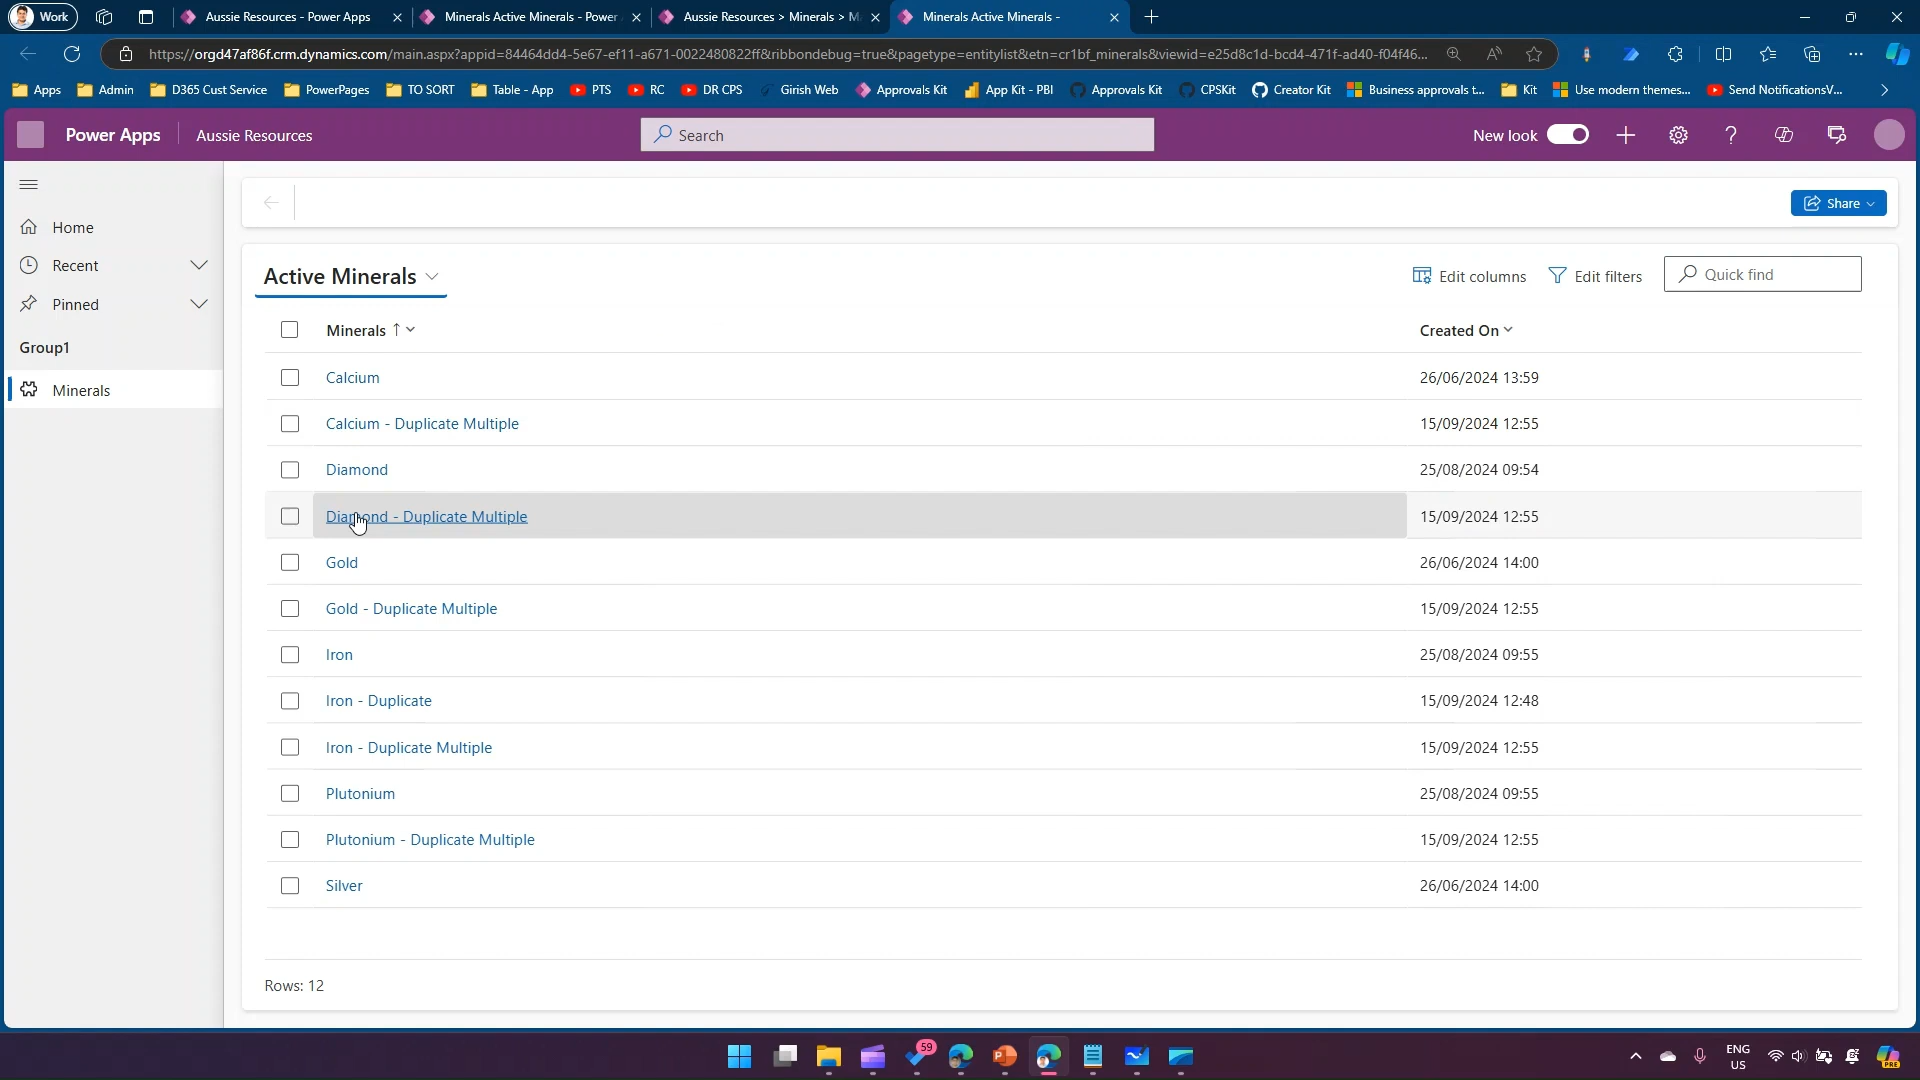 Work
Aussie Resources - Power Apps
Minerals Active Minerals - Power
Aussie Resources > Minerals > M
Minerals Active Minerals -
https://orgd47af86f.crm.dynamics.com/main.aspx?appid=84464dd4-5e67-ef11-a671-0022480822ff&ribbondebug=true&pagetype=entitylist&etn=cr1bf_minerals&viewid=e25d8c1d-bcd4-471f-ad40-f04f46...
Apps
Admin
D365 Cust Service
PowerPages
TO SORT
Table - App
PTS
RC
DR CPS
Girish Web
Approvals Kit
App Kit - PBI
Approvals Kit
CPSKit
Creator Kit
Business approvals t...
Kit
Use modern themes...
Send NotificationsV...
Power Apps
Aussie Resources
Search
New look
Home
Recent
Pinned
Group1
Minerals
Share
Active Minerals
Edit columns
Edit filters
Quick find
Minerals
Created On
Calcium
26/06/2024 13:59
Calcium - Duplicate Multiple
15/09/2024 12:55
Diamond
25/08/2024 09:54
Diamond - Duplicate Multiple
15/09/2024 12:55
Gold
26/06/2024 14:00
Gold - Duplicate Multiple
15/09/2024 12:55
Iron
25/08/2024 09:55
Iron - Duplicate
15/09/2024 12:48
Iron - Duplicate Multiple
15/09/2024 12:55
Plutonium
25/08/2024 09:55
Plutonium - Duplicate Multiple
15/09/2024 12:55
Silver
26/06/2024 14:00
Rows: 12
59
ENG
US
PRE